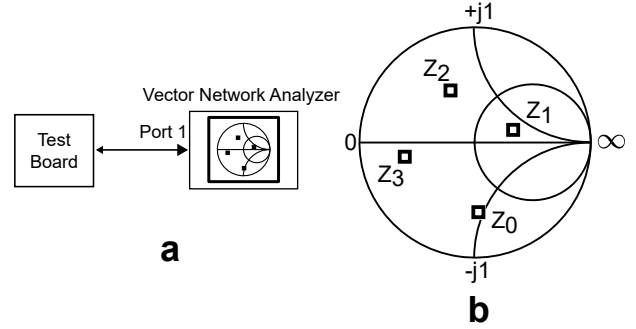 Vector Network Analyzer
Test
Board
Port 1
a
+j1
Z2
Z1
0
∞
Z3
Z0
-j1
b